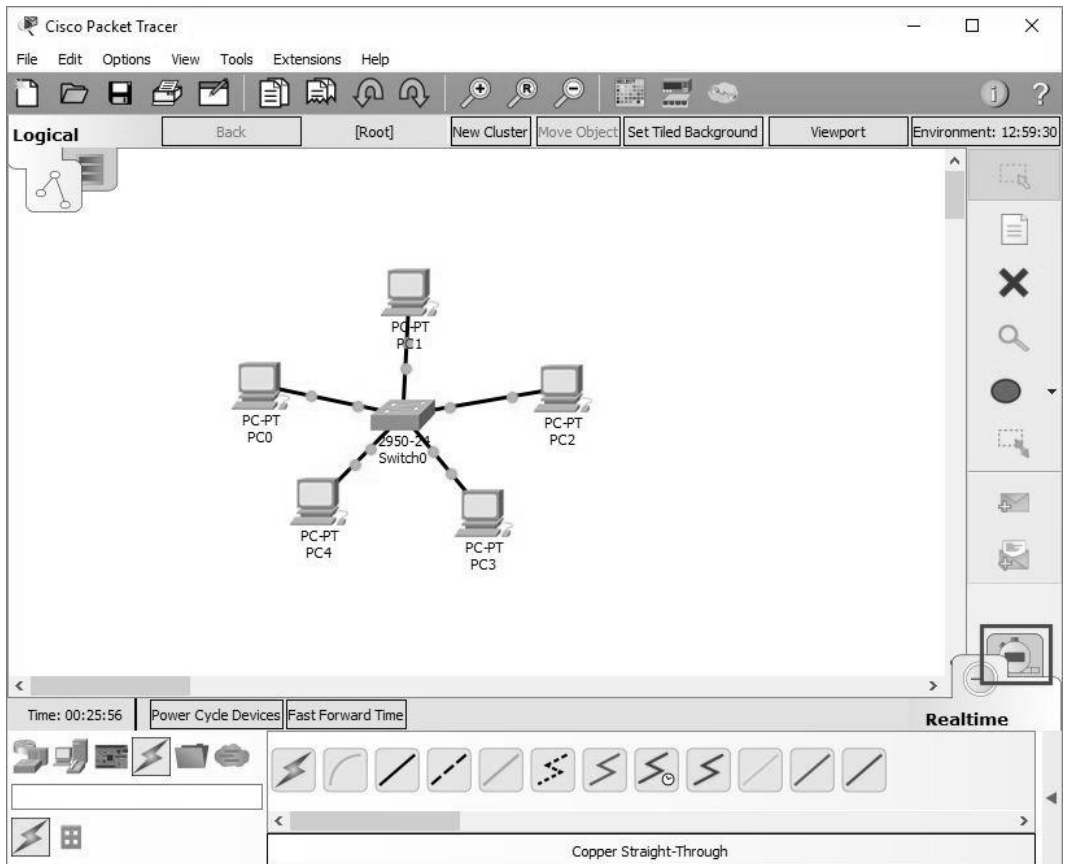 Cisco Packet Tracer
File Edit Options View Tools Extensions Help
Logical Back [Root] New Cluster Move Object Set Tiled Background Viewport Environment: 12:59:30
PC-PT
PC1
PC-PT
PC0
PC-PT
PC2
2950-24
Switch0
PC-PT
PC4
PC-PT
PC3
Time: 00:25:56 Power Cycle Devices Fast Forward Time Realtime
Copper Straight-Through